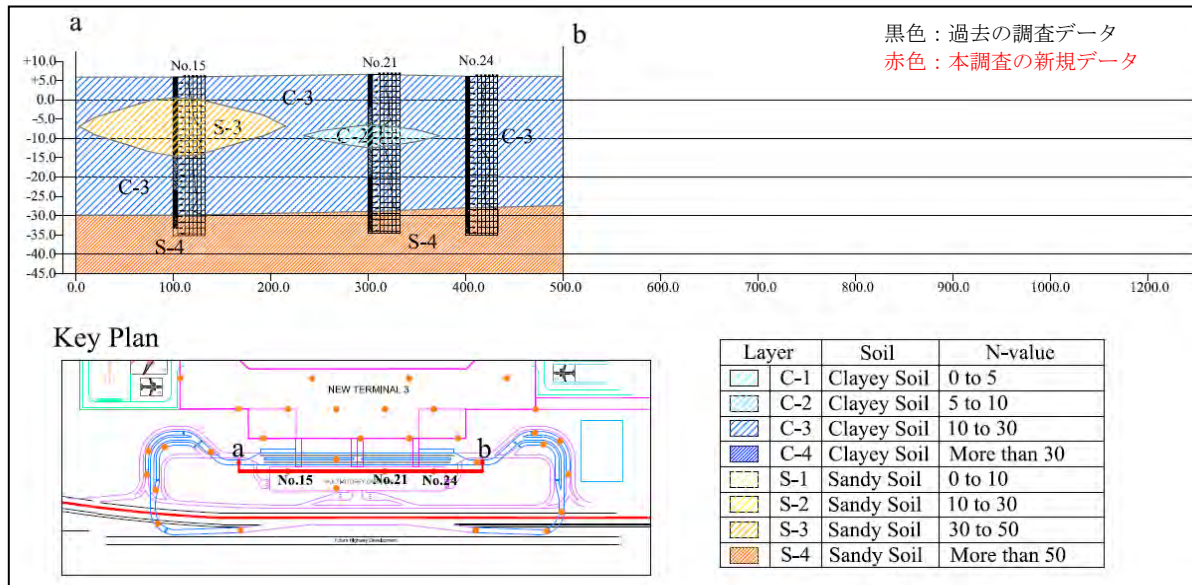 a
b
黒色：過去の調査データ
赤色：本調査の新規データ
No.15
No.21
No.24
+10.0
+5.0
0.0
-5.0
-10.0
-15.0
-20.0
-25.0
-30.0
-35.0
-40.0
-45.0
C-3
S-3
C-2
C-3
C-3
S-4
S-4
0.0 100.0 200.0 300.0 400.0 500.0 600.0 700.0 800.0 900.0 1000.0 1100.0 1200.0
Key Plan
NEW TERMINAL 3
a
b
No.15
No.21
No.24
Future Highway Development
Layer Soil N-value
C-1 Clayey Soil 0 to 5
C-2 Clayey Soil 5 to 10
C-3 Clayey Soil 10 to 30
C-4 Clayey Soil More than 30
S-1 Sandy Soil 0 to 10
S-2 Sandy Soil 10 to 30
S-3 Sandy Soil 30 to 50
S-4 Sandy Soil More than 50